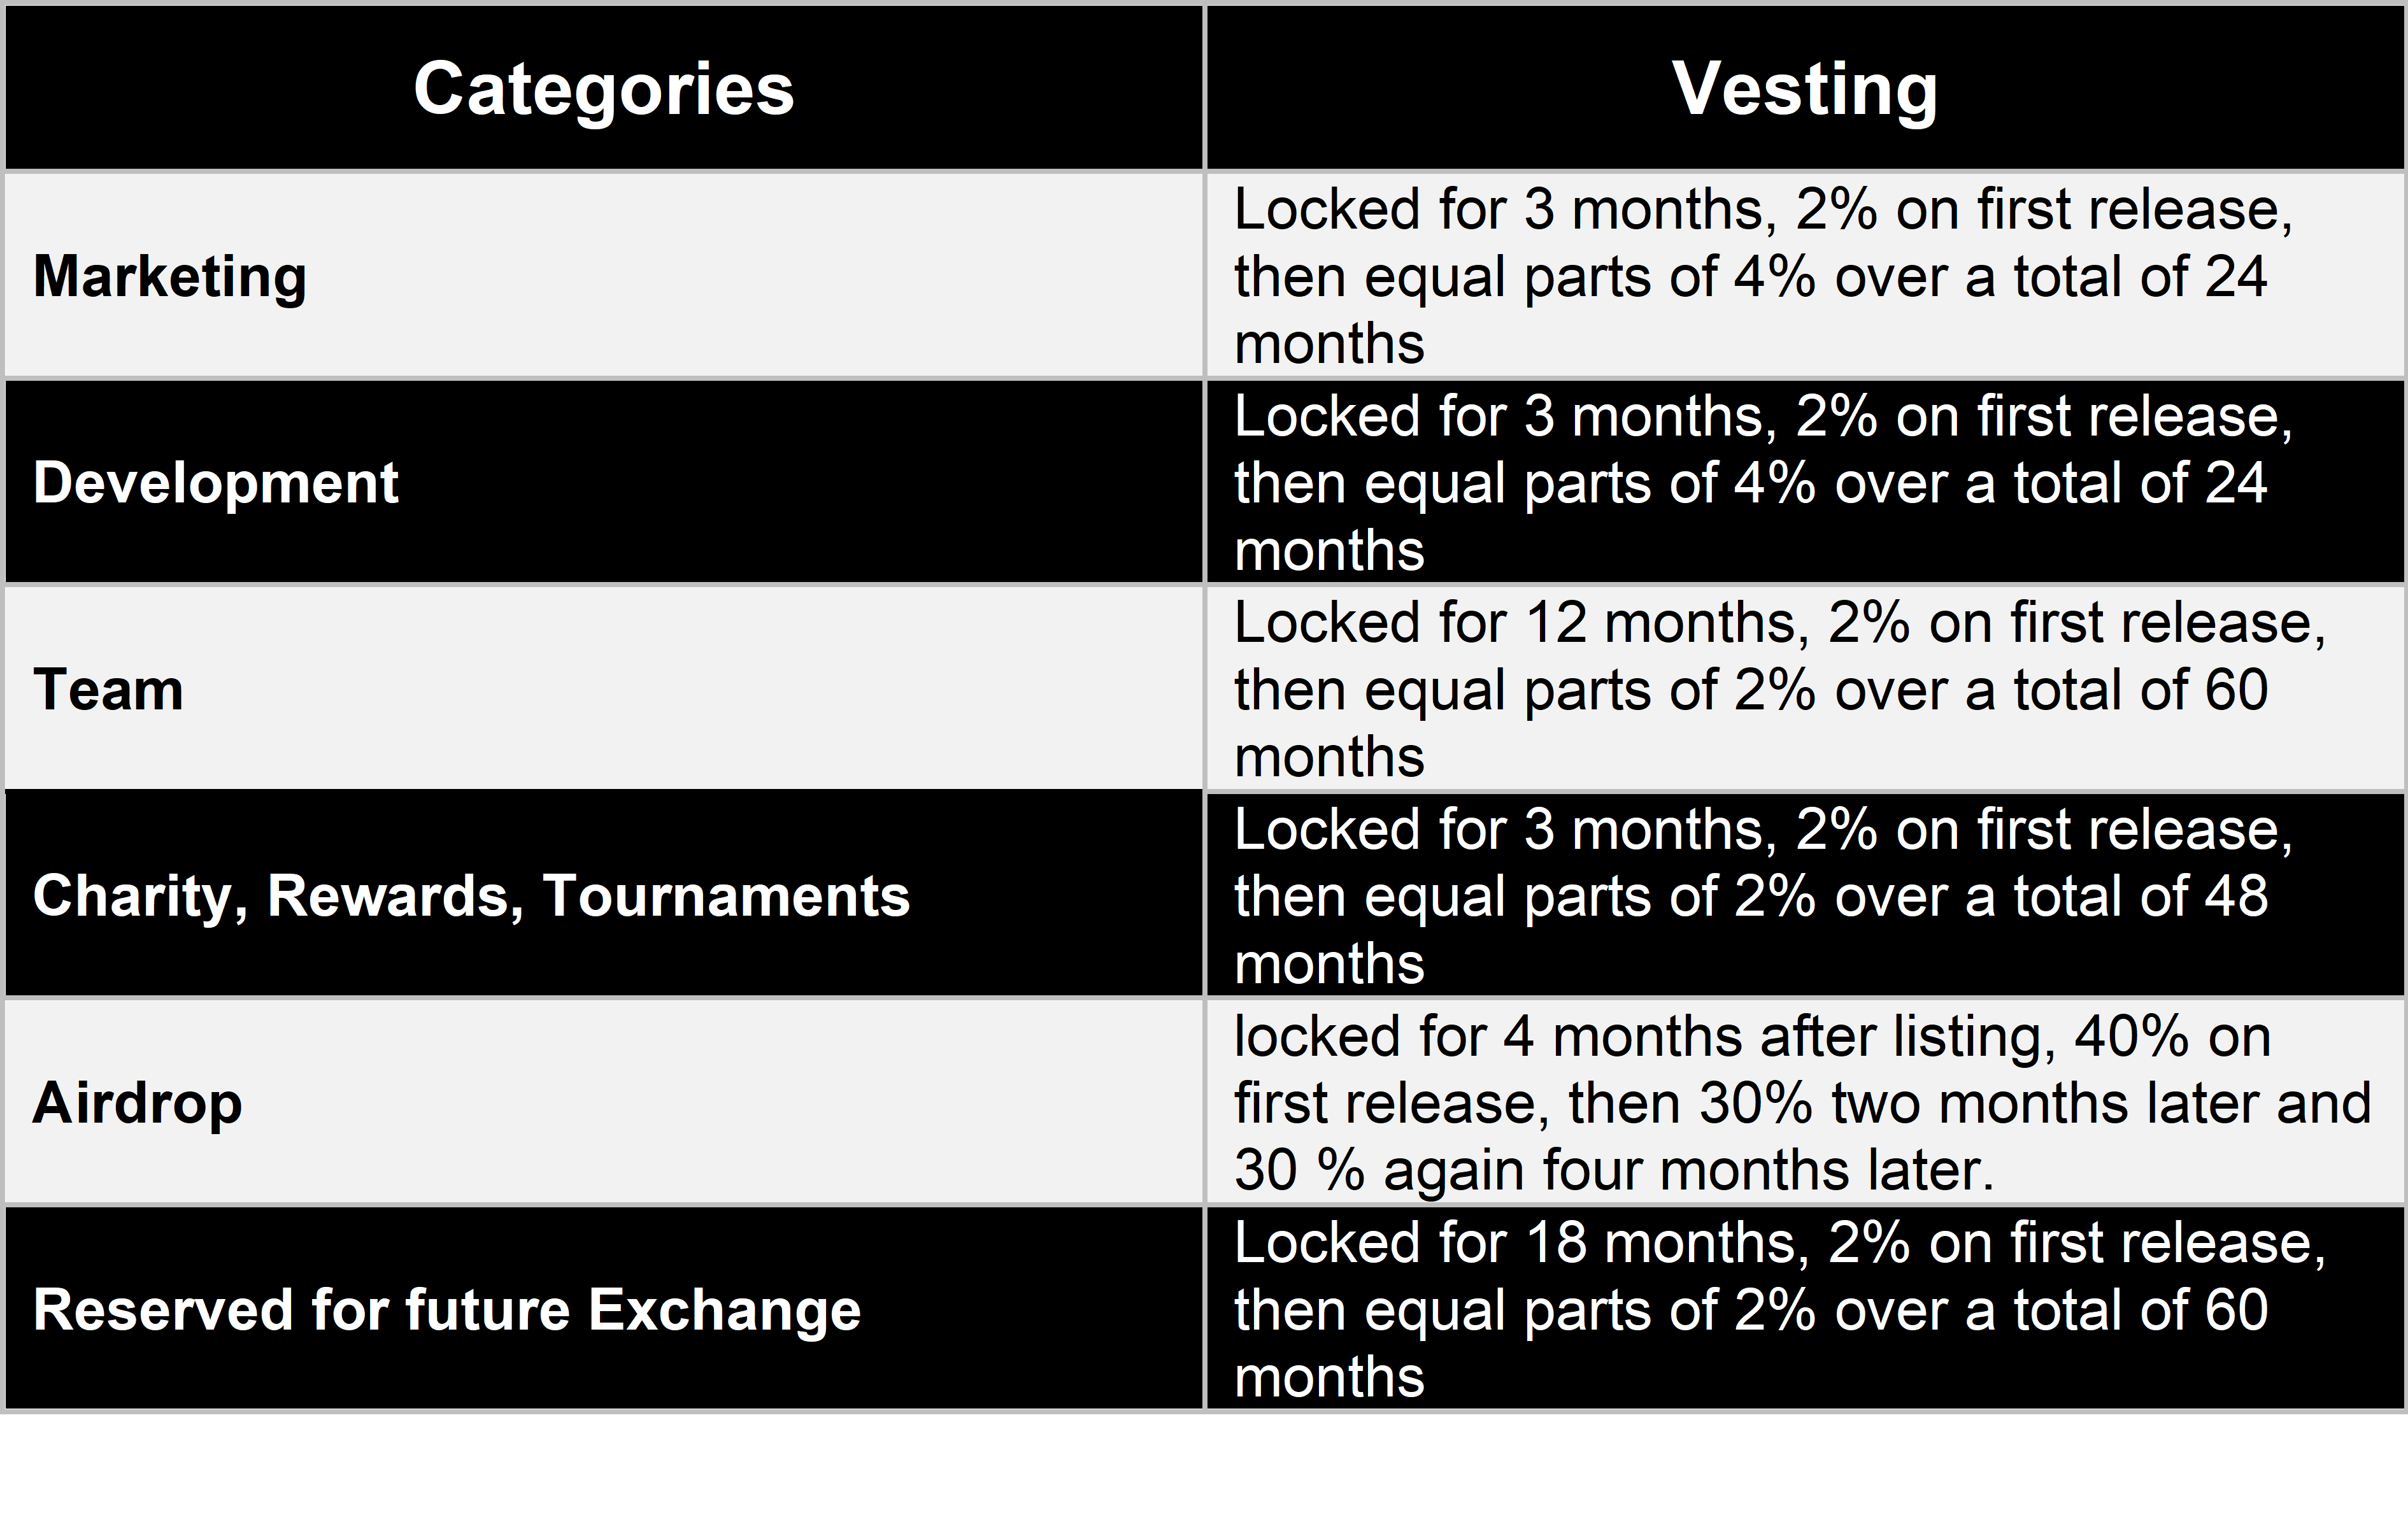 Categories
Vesting
Marketing
Locked for 3 months, 2% on first release,
then equal parts of 4% over a total of 24
months
Development
Locked for 3 months, 2% on first release,
then equal parts of 4% over a total of 24
months
Team
Locked for 12 months, 2% on first release,
then equal parts of 2% over a total of 60
months
Charity, Rewards, Tournaments
Locked for 3 months, 2% on first release,
then equal parts of 2% over a total of 48
months
Airdrop
locked for 4 months after listing, 40% on
first release, then 30% two months later and
30 % again four months later.
Reserved for future Exchange
Locked for 18 months, 2% on first release,
then equal parts of 2% over a total of 60
months